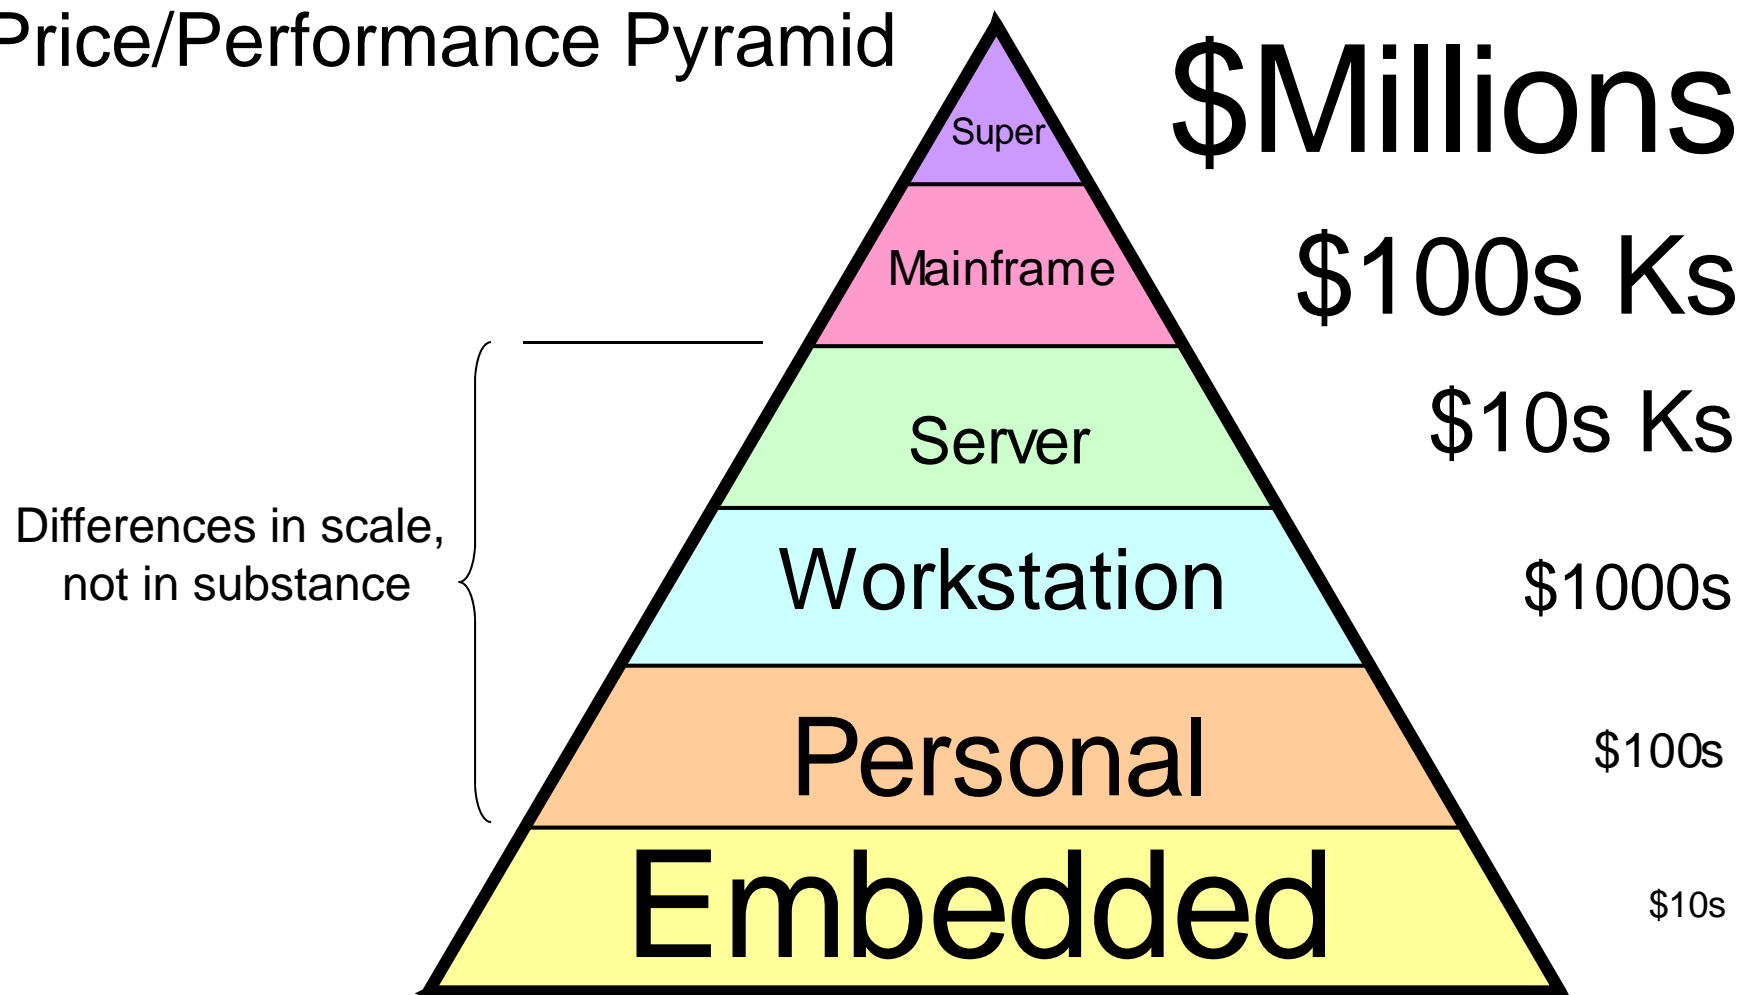 Price/Performance Pyramid
Super
$Millions
Mainframe
$100s Ks
Server
$10s Ks
Differences in scale,
not in substance
Workstation
$1000s
Personal
$100s
Embedded
$10s